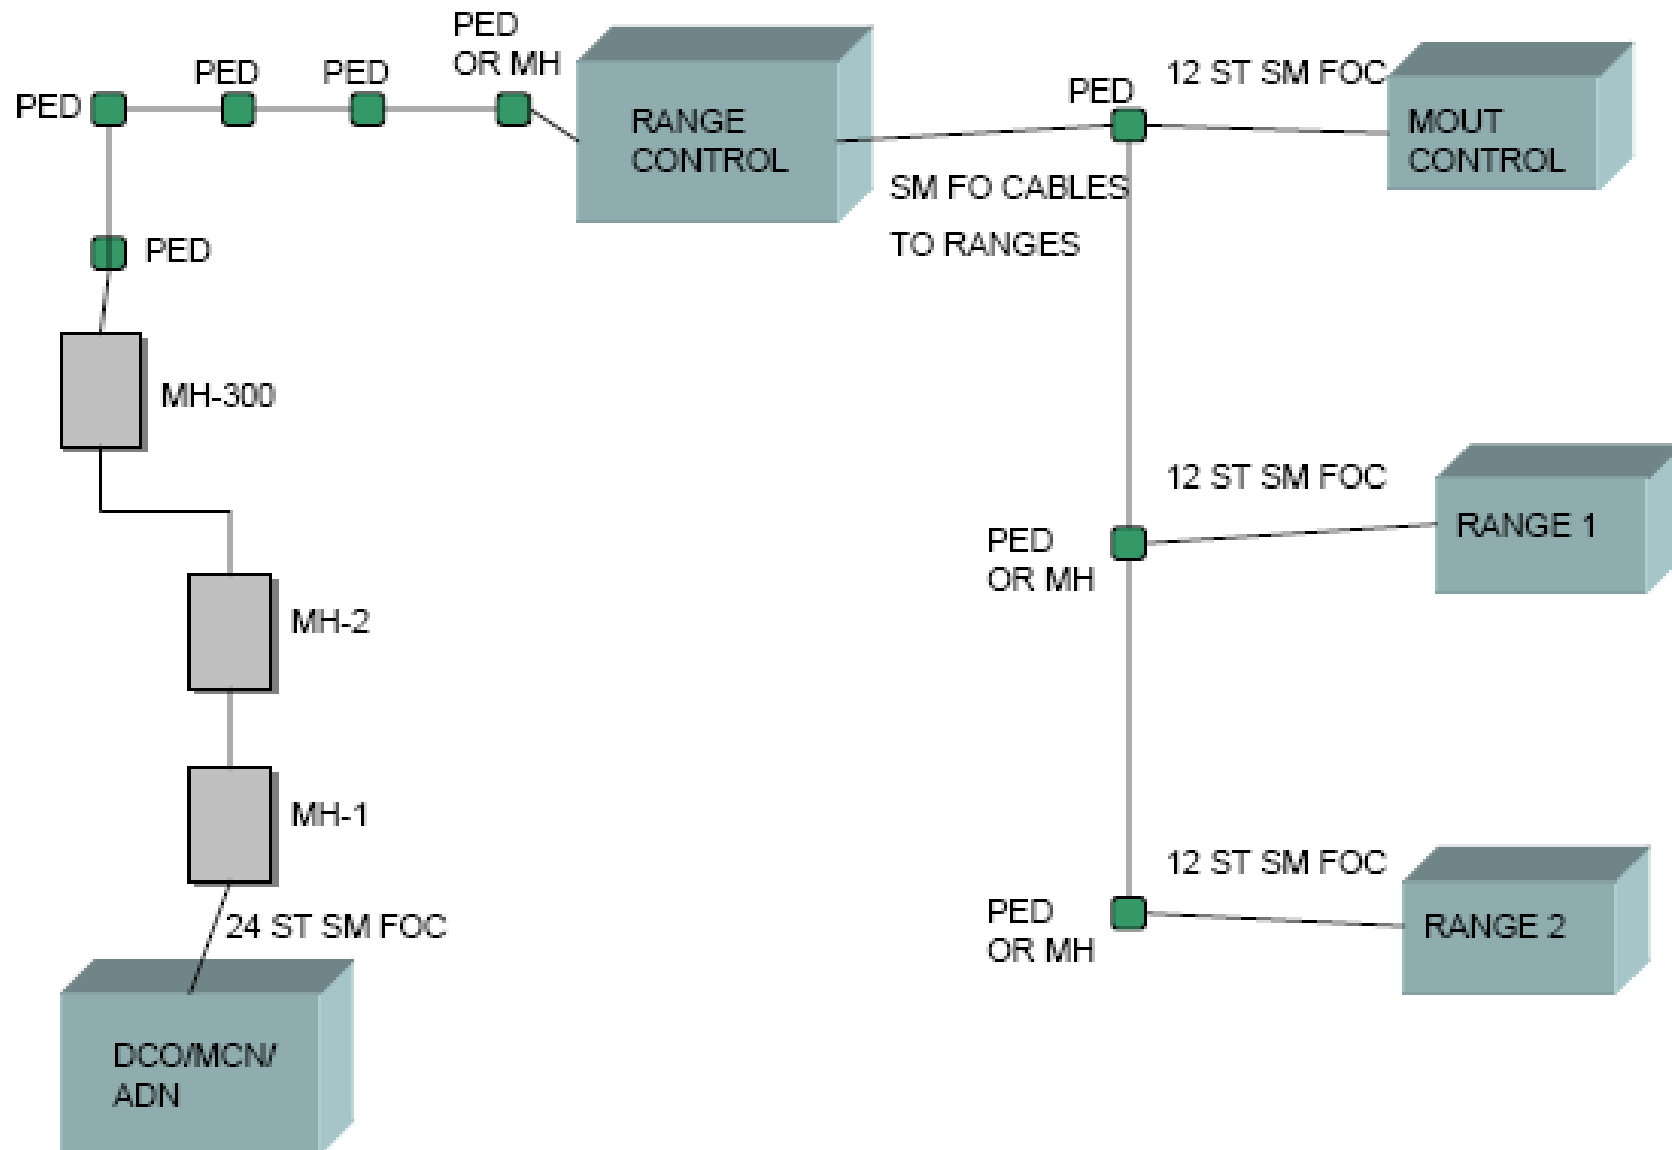 PED
OR MH
PED
PED
PED
PED
RANGE
CONTROL
PED
12 ST SM FOC
MOUT
CONTROL
SM FO CABLES
TO RANGES
PED
MH-300
12 ST SM FOC
RANGE 1
PED
OR MH
MH-2
MH-1
12 ST SM FOC
RANGE 2
PED
OR MH
24 ST SM FOC
DCO/MCN/
ADN